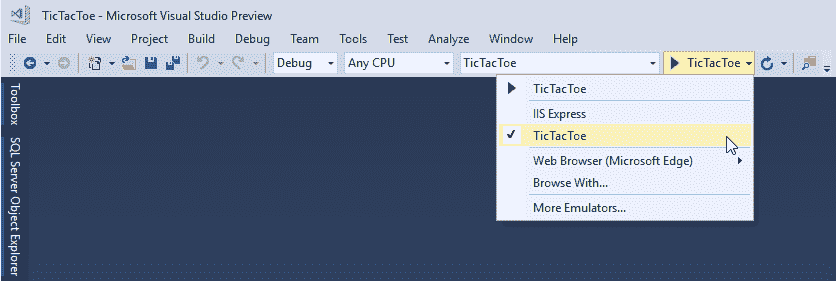 TicTacToe - Microsoft Visual Studio Preview
File Edit View Project Build Debug Team Tools Test Analyze Window Help
Debug Any CPU TicTacToe TicTacToe
TicTacToe
IIS Express
TicTacToe
Web Browser (Microsoft Edge)
Browse With...
More Emulators...
Toolbox
SQL Server Object Explorer